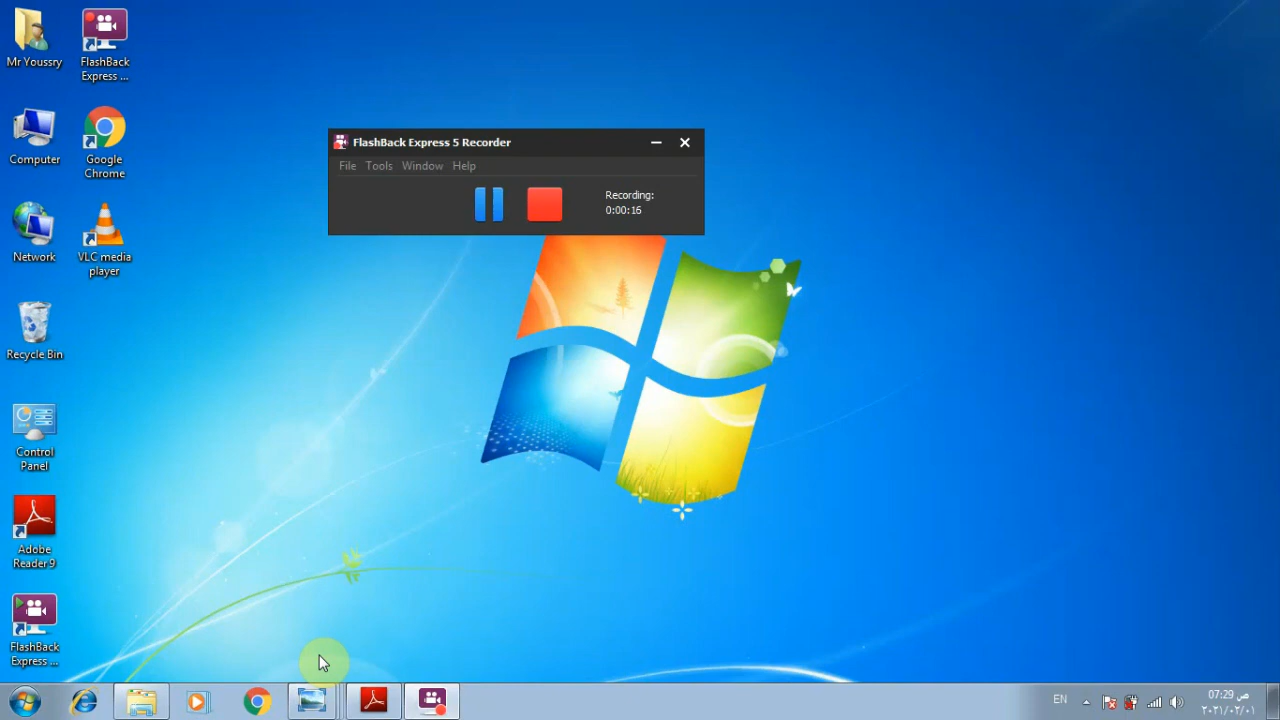 Mr Youssry
FlashBack
Express ...
Computer
Google
Chrome
Network
VLC media
player
Recycle Bin
Control
Panel
Adobe
Reader 9
FlashBack
Express ...
FlashBack Express 5 Recorder
File Tools Window Help
Recording:
0:00:16
EN
07:29 ص
٢٠٢١/٠٢/٠١